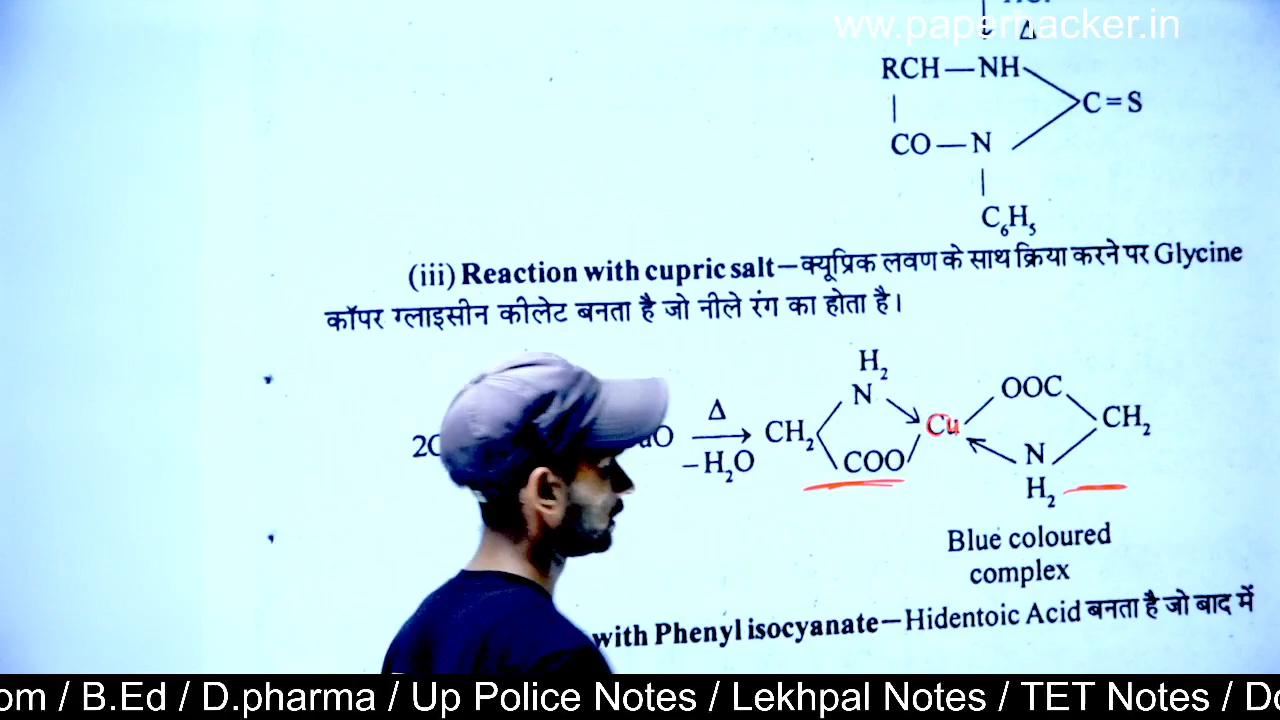 ww.papernacker.in
Δ
RCH—NH
C=S
CO—N
C₆H₅
(iii) Reaction with cupric salt—क्यूप्रिक लवण के साथ क्रिया करने पर Glycine
कॉपर ग्लाइसीन कीलेट बनता है जो नीले रंग का होता है।
H₂
N OOC
Δ CH₂ Cu CH₂
–H₂O COO N
H₂
Blue coloured
complex
with Phenyl isocyanate—Hidentoic Acid बनता है जो बाद में
om / B.Ed / D.pharma / Up Police Notes / Lekhpal Notes / TET Notes / Do